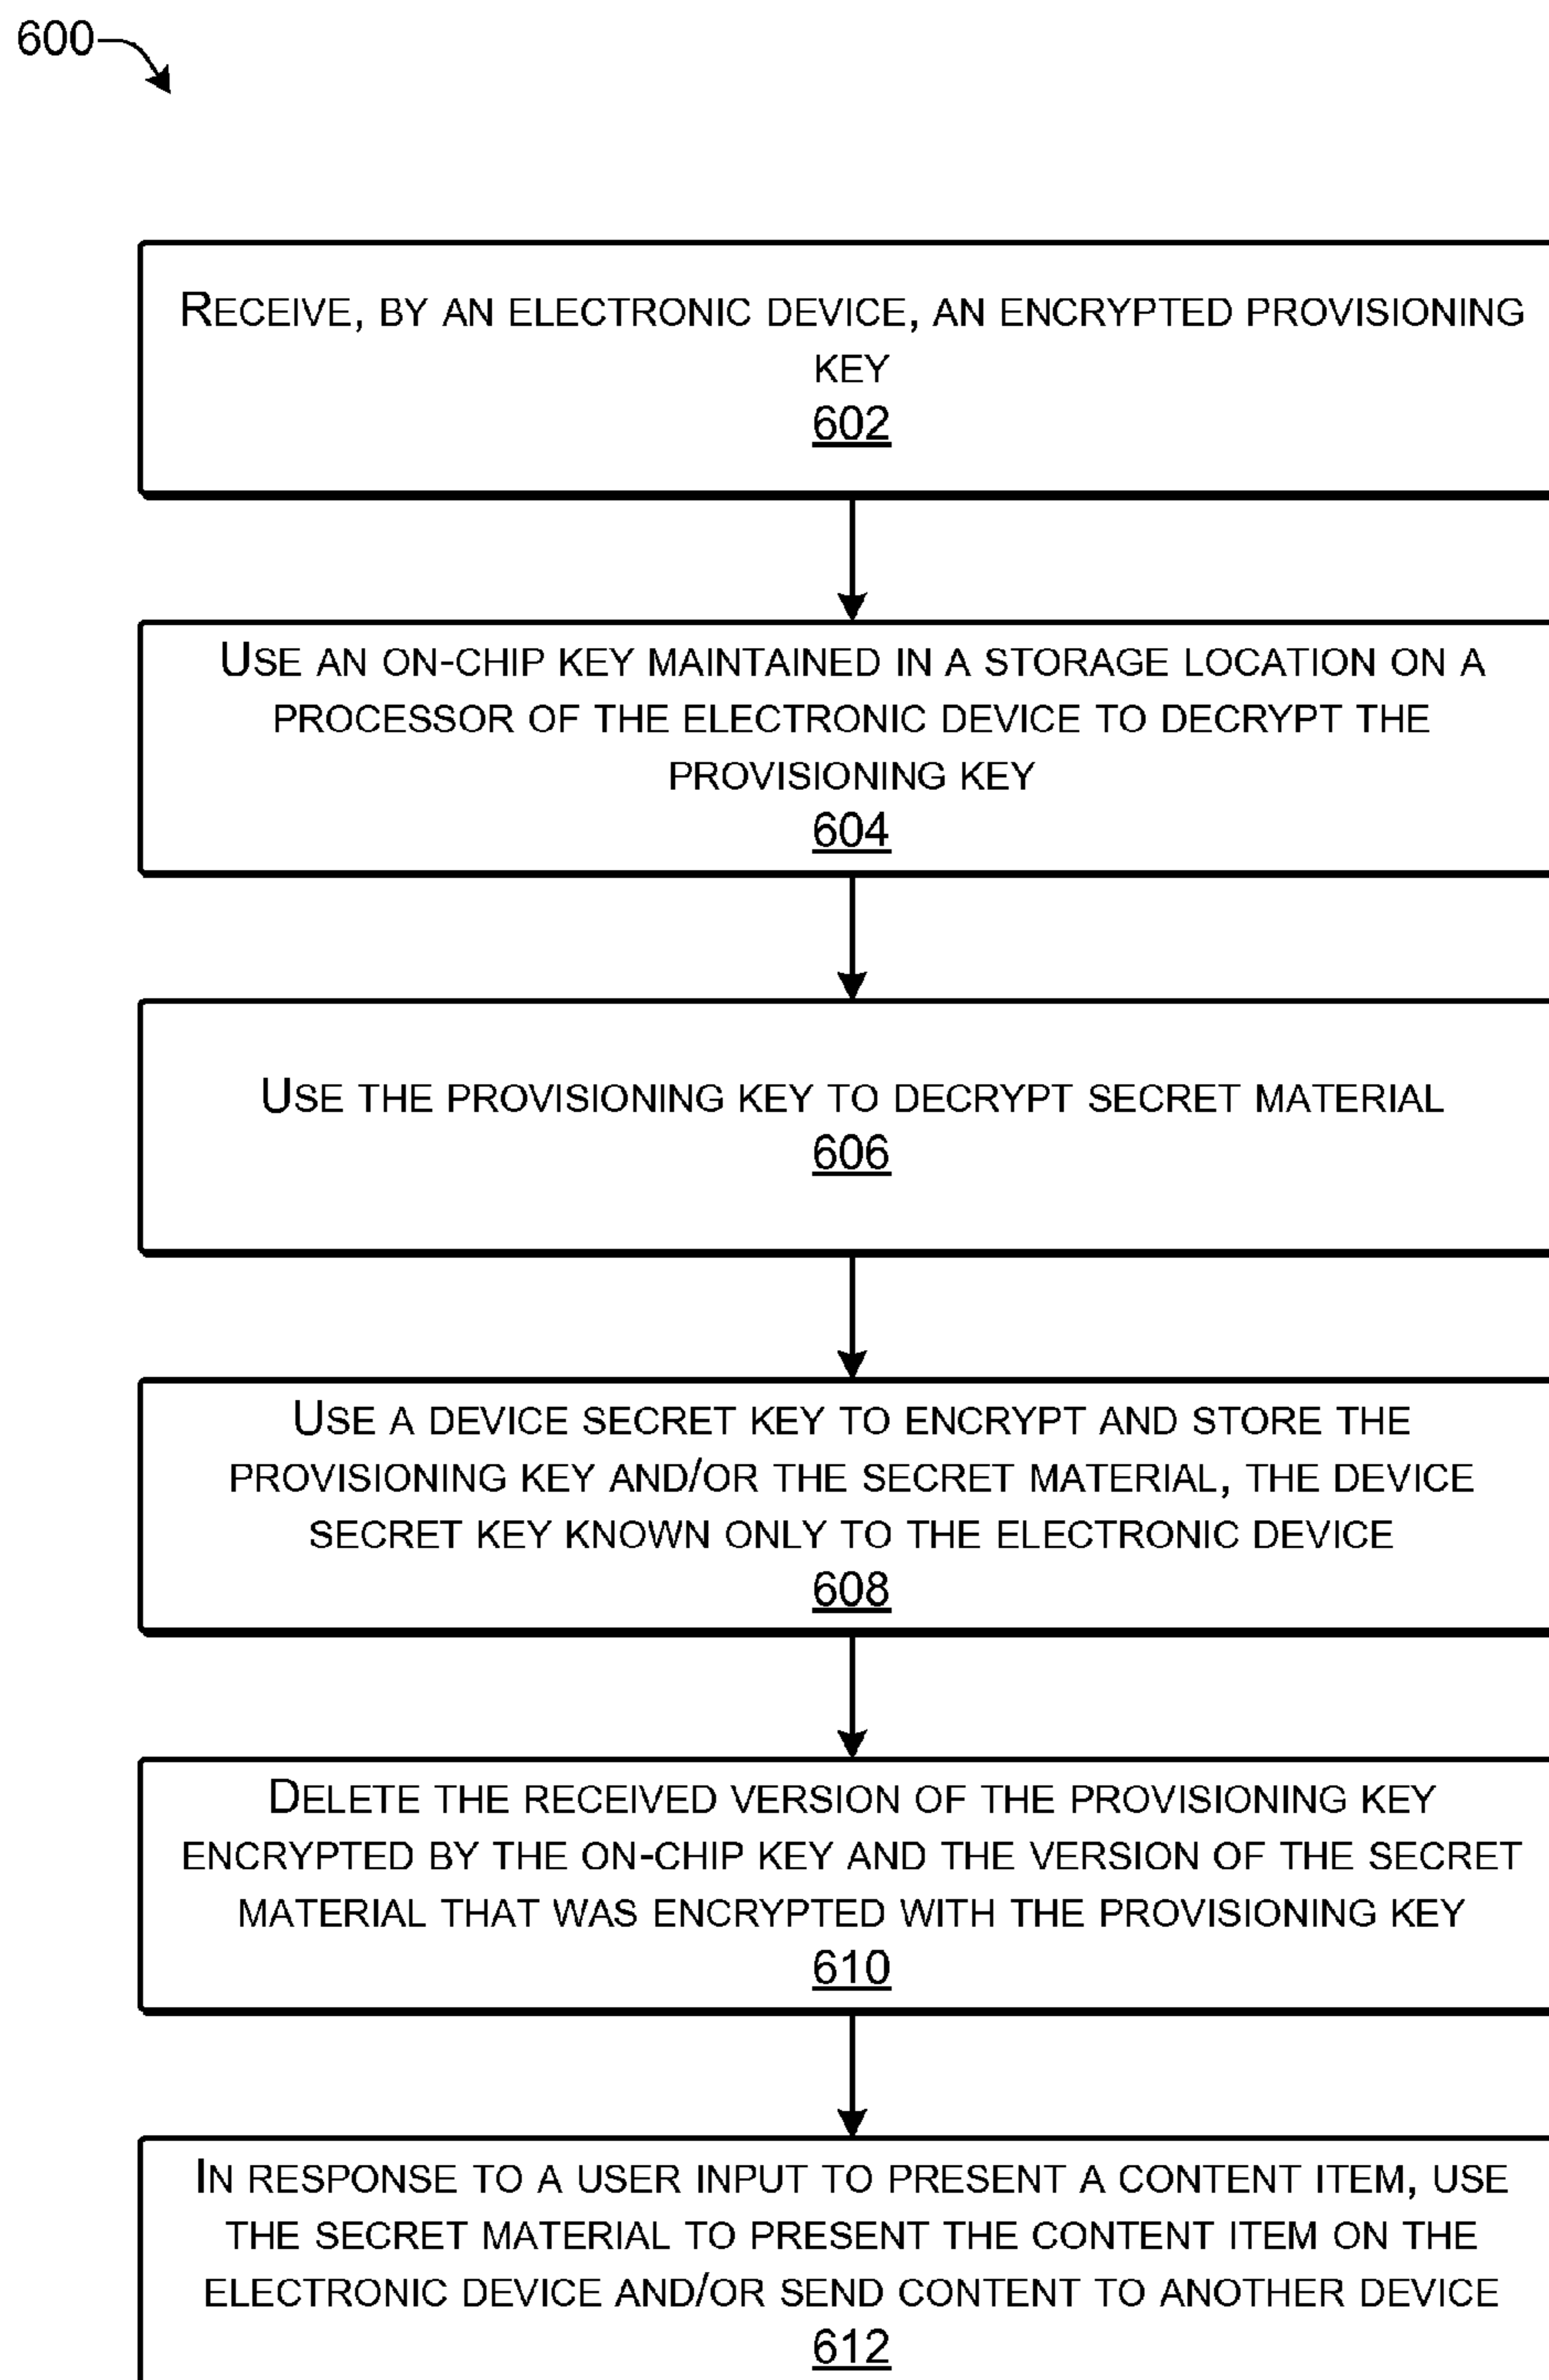 600
RECEIVE, BY AN ELECTRONIC DEVICE, AN ENCRYPTED PROVISIONING
KEY
602
USE AN ON-CHIP KEY MAINTAINED IN A STORAGE LOCATION ON A
PROCESSOR OF THE ELECTRONIC DEVICE TO DECRYPT THE
PROVISIONING KEY
604
USE THE PROVISIONING KEY TO DECRYPT SECRET MATERIAL
606
USE A DEVICE SECRET KEY TO ENCRYPT AND STORE THE
PROVISIONING KEY AND/OR THE SECRET MATERIAL, THE DEVICE
SECRET KEY KNOWN ONLY TO THE ELECTRONIC DEVICE
608
DELETE THE RECEIVED VERSION OF THE PROVISIONING KEY
ENCRYPTED BY THE ON-CHIP KEY AND THE VERSION OF THE SECRET
MATERIAL THAT WAS ENCRYPTED WITH THE PROVISIONING KEY
610
IN RESPONSE TO A USER INPUT TO PRESENT A CONTENT ITEM, USE
THE SECRET MATERIAL TO PRESENT THE CONTENT ITEM ON THE
ELECTRONIC DEVICE AND/OR SEND CONTENT TO ANOTHER DEVICE
612